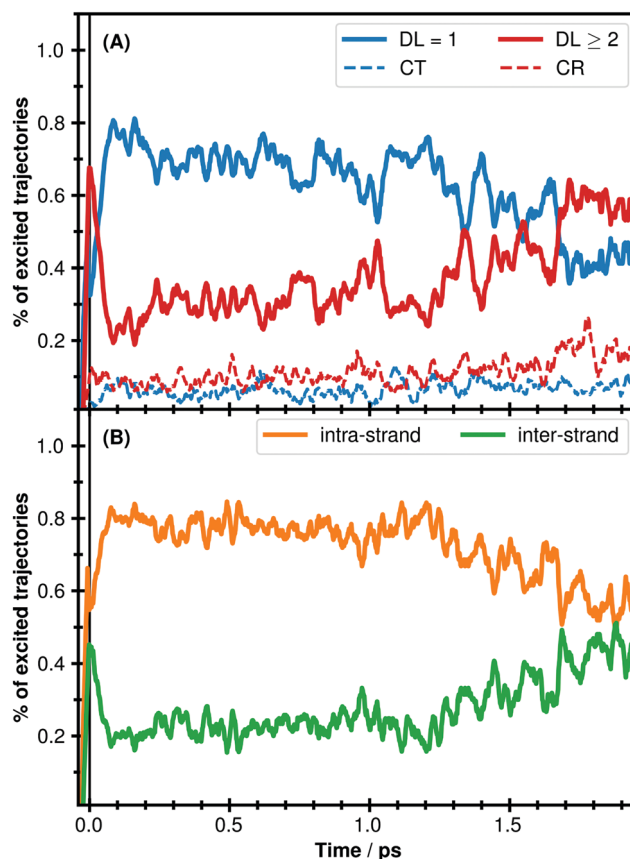 (A)
DL = 1
DL ≥ 2
CT
CR
1.0
0.8
0.6
0.4
0.2
% of excited trajectories
(B)
intra-strand
inter-strand
1.0
0.8
0.6
0.4
0.2
% of excited trajectories
0.0
0.5
1.0
1.5
Time / ps